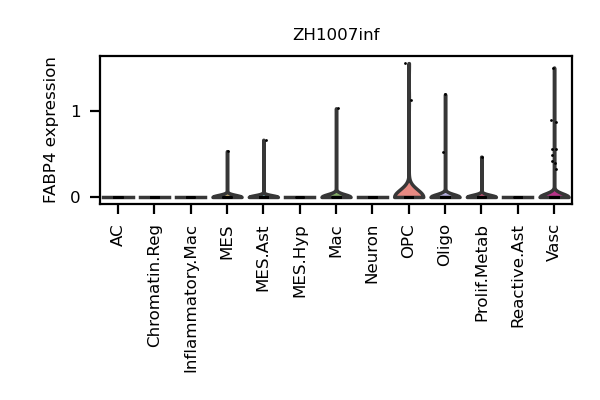 ZH1007inf
FABP4 expression
1
0
AC
Chromatin.Reg
Inflammatory.Mac
MES
MES.Ast
MES.Hyp
Mac
Neuron
OPC
Oligo
Prolif.Metab
Reactive.Ast
Vasc